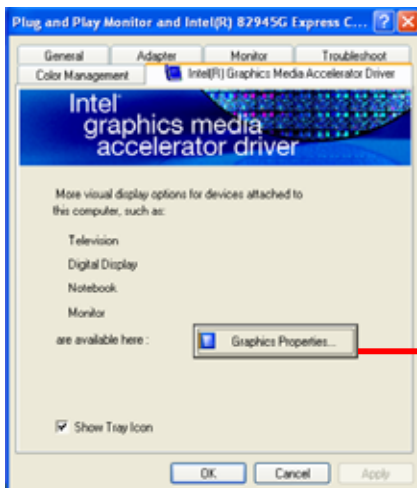 Plug and Play Monitor and Intel(R) 82945G Express C...
General Adapter Monitor Troubleshoot
Color Management Intel(R) Graphics Media Accelerator Driver
Intel®
graphics media
accelerator driver
More visual display options for devices attached to
this computer, such as:
Television
Digital Display
Notebook
Monitor
are available here :
Graphics Properties...
Show Tray Icon
OK Cancel Apply